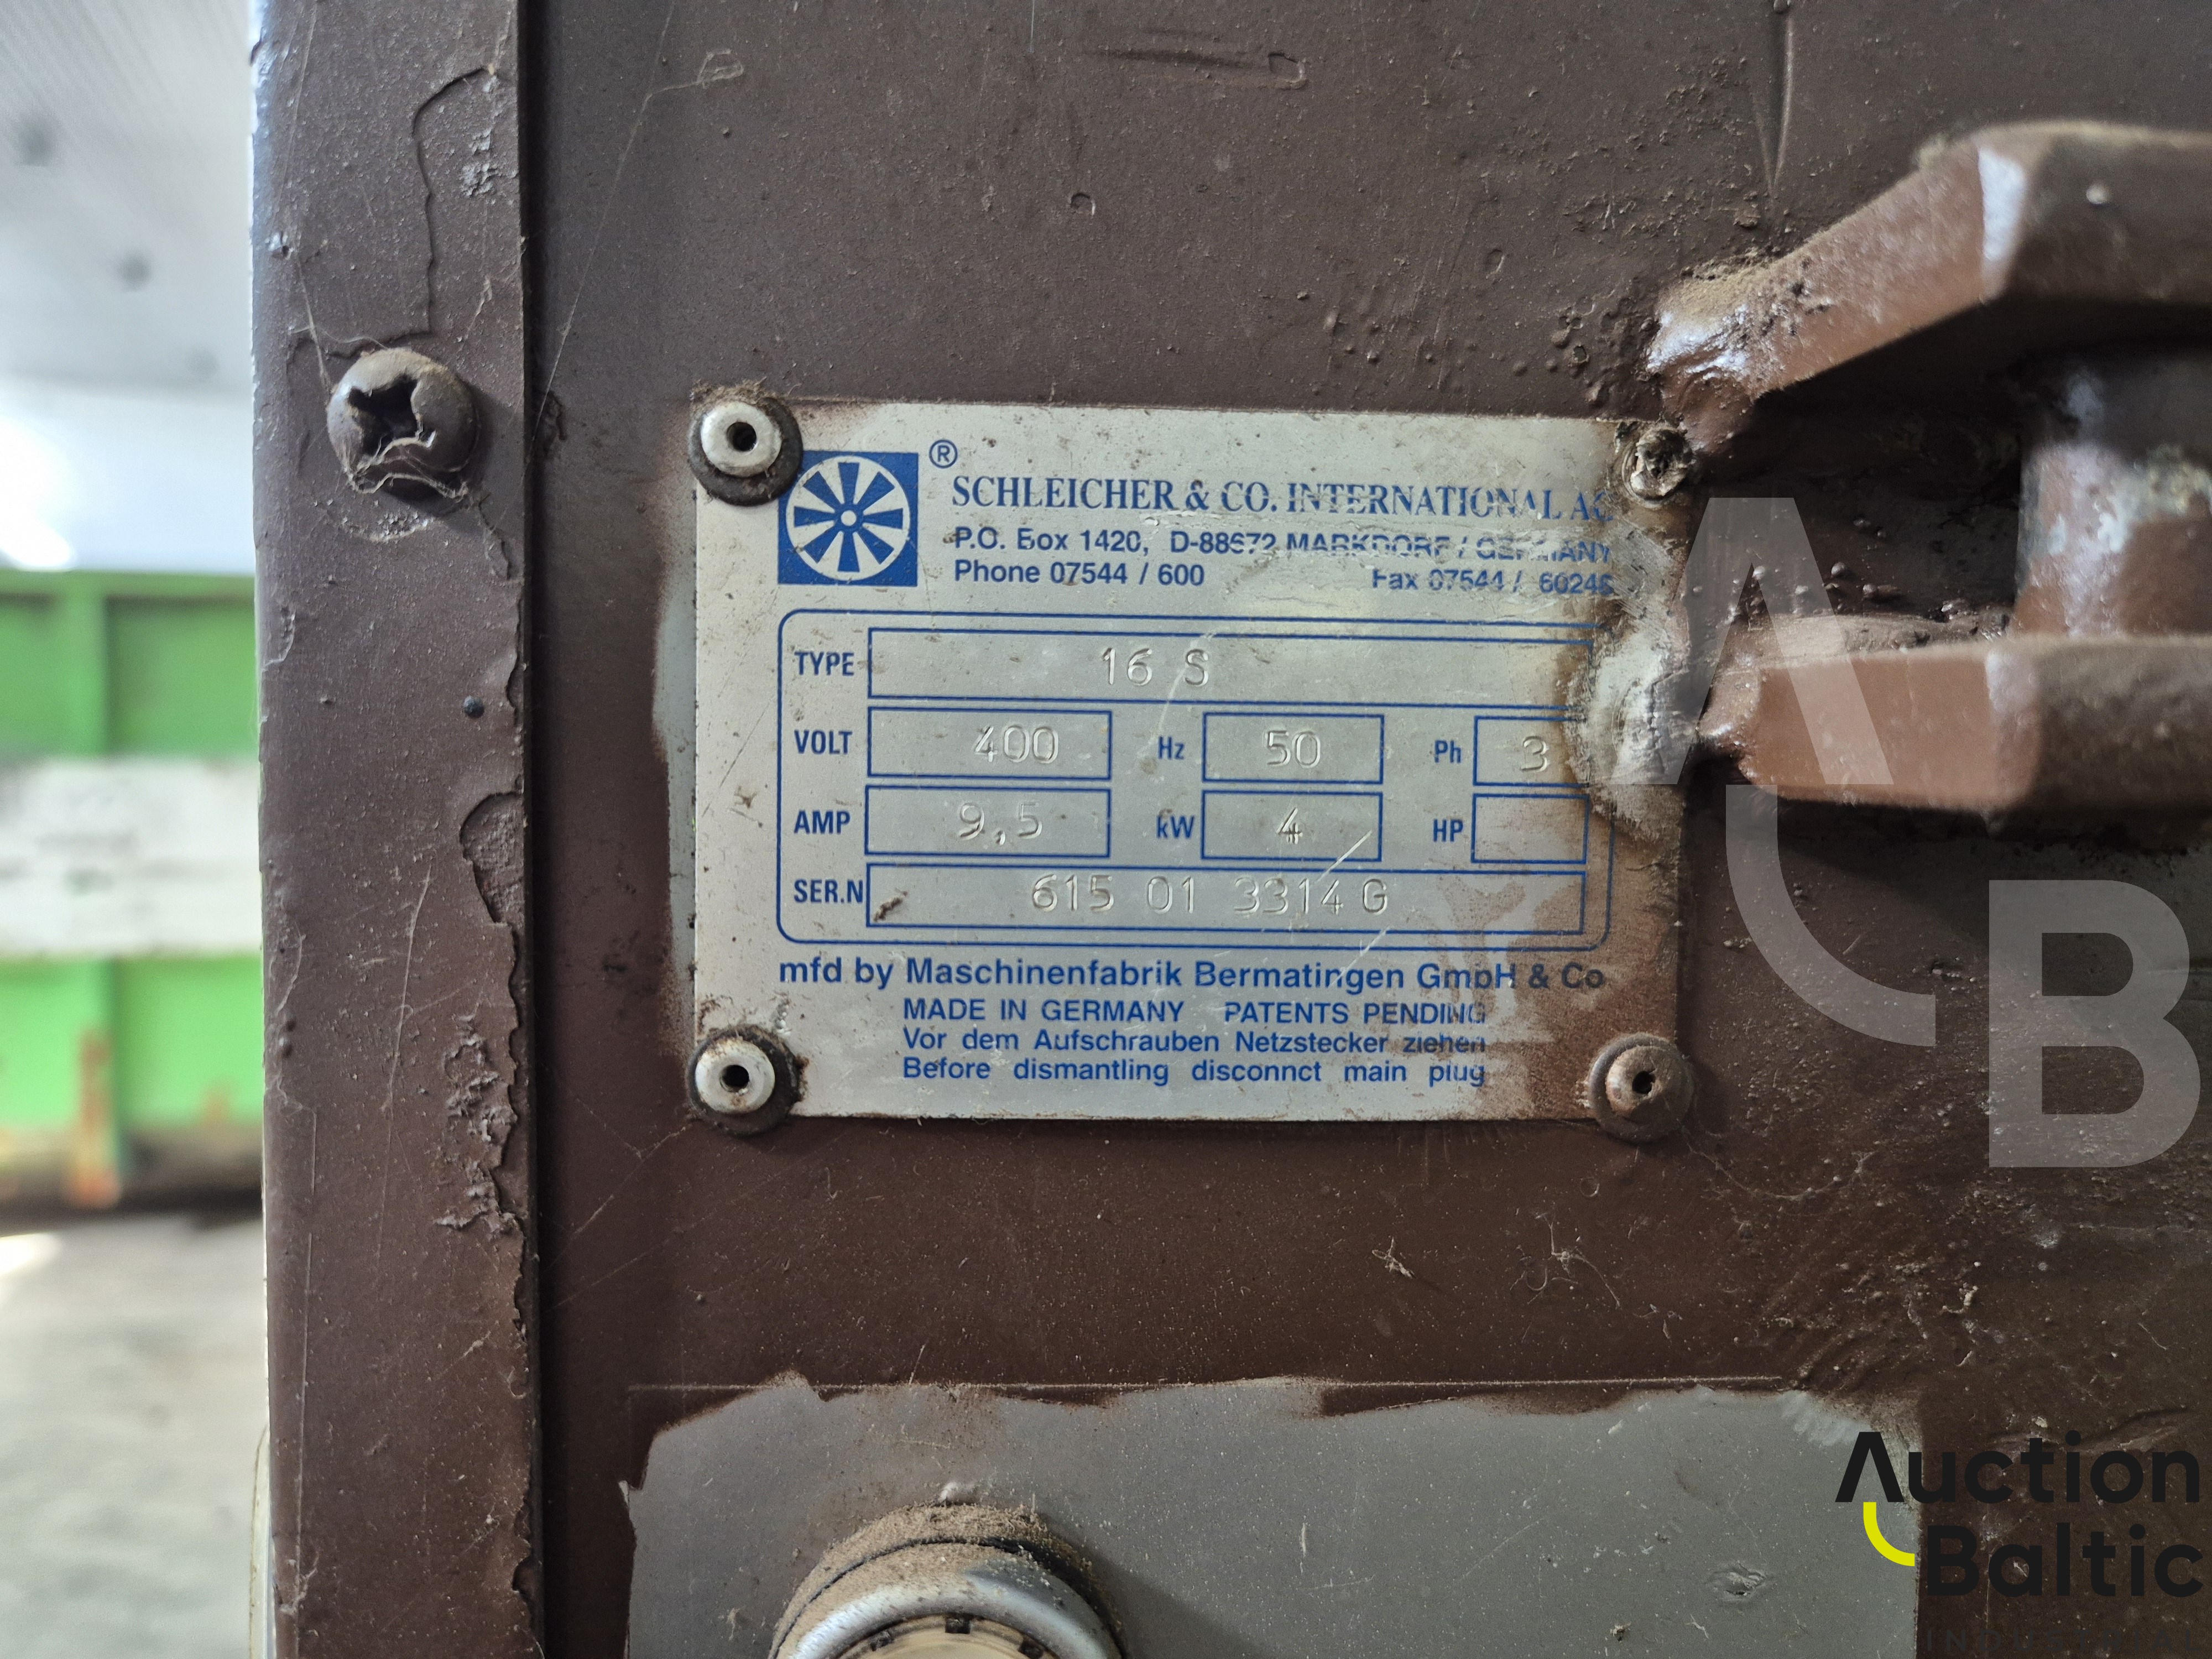 ®
SCHLEICHER & CO. INTERNATIONAL AG
P.O. Box 1420, D-88672 MARKDORF / GERMANY
Phone 07544 / 600 Fax 07544 / 60248
TYPE 16 S
VOLT 400 Hz 50 Ph 3
AMP 9,5 kW 4 HP
SER.N 615 01 3314 G
mfd by Maschinenfabrik Bermatingen GmbH & Co
MADE IN GERMANY PATENTS PENDING
Vor dem Aufschrauben Netzstecker ziehen
Before dismantling disconnct main plug
A
B
Auction
Baltic
INDUSTRIAL